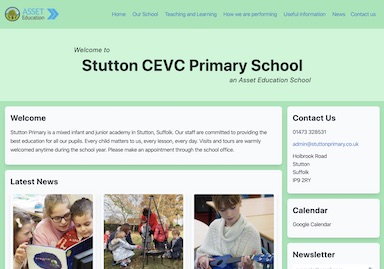 ASSET
Education
Home Our School Teaching and Learning How we are performing Useful information News Contact us
Welcome to
Stutton CEVC Primary School
an Asset Education School
Welcome
Stutton Primary is a mixed infant and junior academy in Stutton, Suffolk. Our staff are committed to providing the
best education for all our pupils. Every child matters to us, every lesson, every day. Visits and tours are warmly
welcomed anytime during the school year. Please make an appointment through the school office.
Latest News
Contact Us
01473 328531
admin@stuttonprimary.co.uk
Holbrook Road
Stutton
Suffolk
IP9 2RY
Calendar
Google Calendar
Newsletter